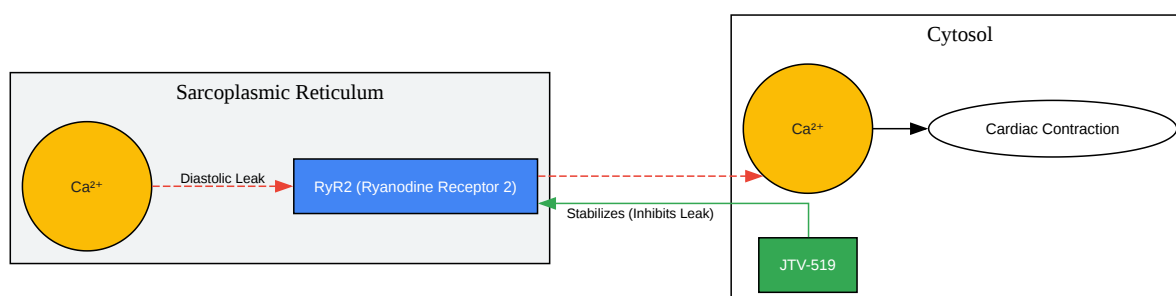 Sarcoplasmic Reticulum
Ca²⁺
Diastolic Leak
RyR2 (Ryanodine Receptor 2)
Stabilizes (Inhibits Leak)
Cytosol
Ca²⁺
Cardiac Contraction
JTV-519